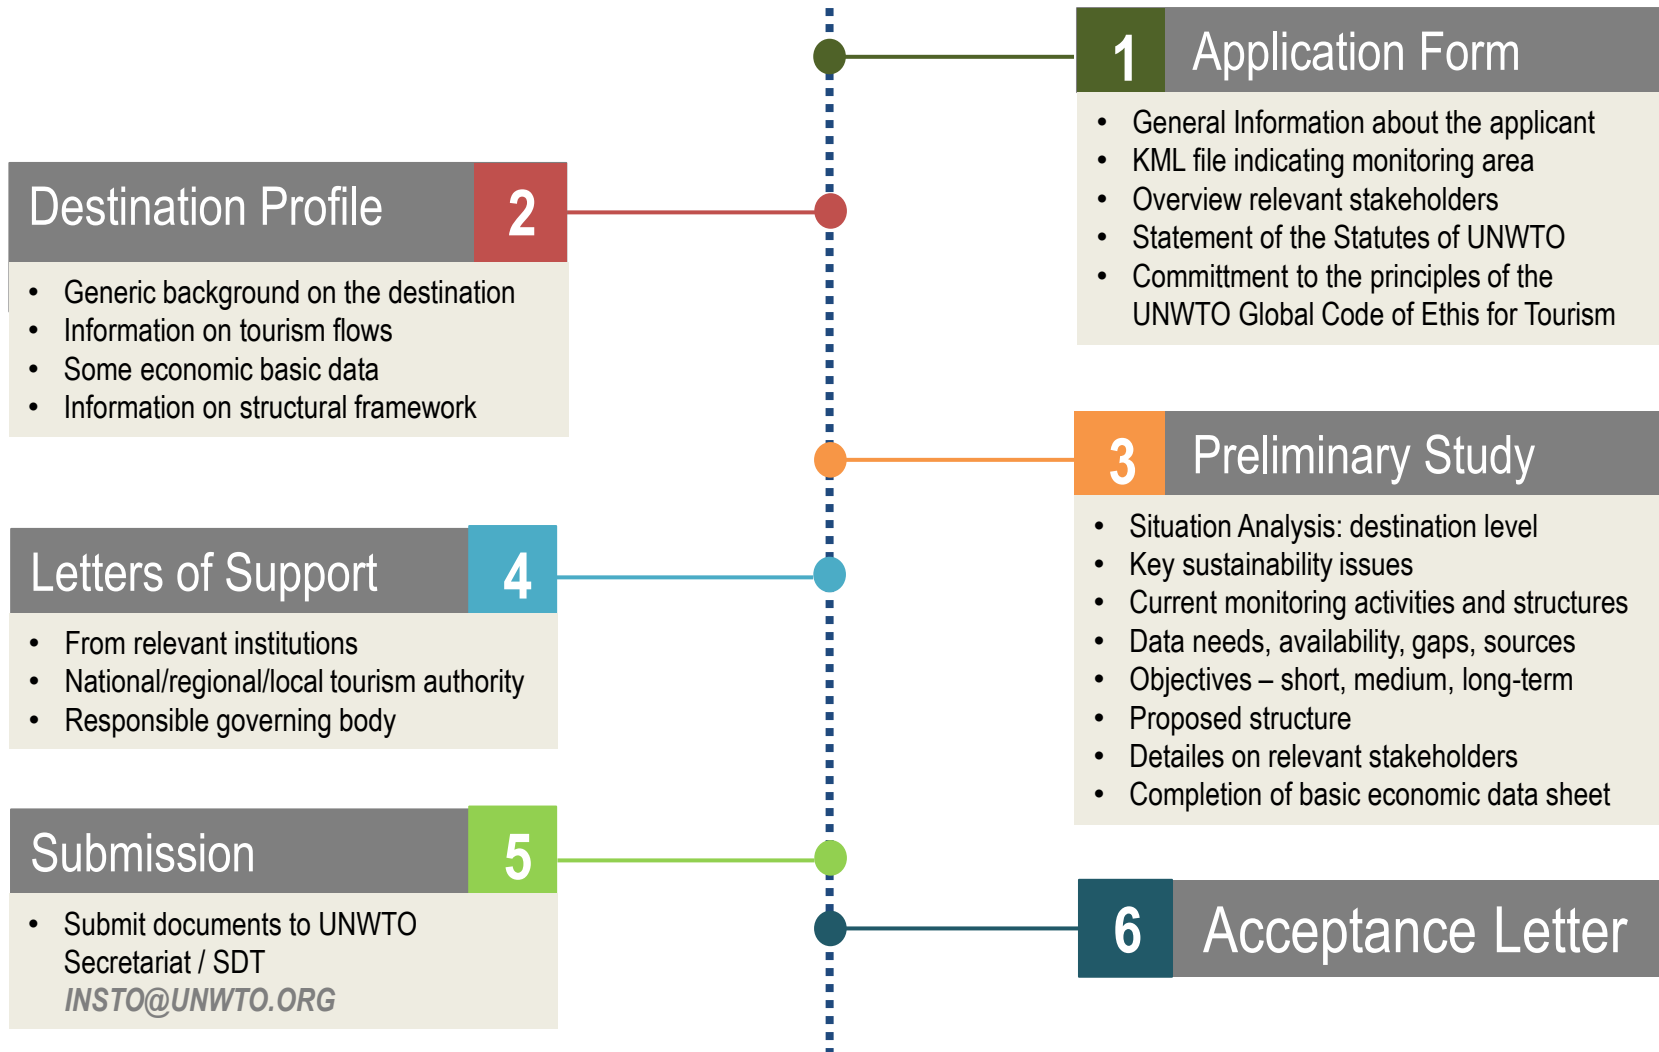 1 Application Form
• General Information about the applicant
• KML file indicating monitoring area
• Overview relevant stakeholders
• Statement of the Statutes of UNWTO
• Committment to the principles of the
UNWTO Global Code of Ethis for Tourism
Destination Profile 2
• Generic background on the destination
• Information on tourism flows
• Some economic basic data
• Information on structural framework
3 Preliminary Study
• Situation Analysis: destination level
• Key sustainability issues
• Current monitoring activities and structures
• Data needs, availability, gaps, sources
• Objectives – short, medium, long-term
• Proposed structure
• Detailes on relevant stakeholders
• Completion of basic economic data sheet
Letters of Support 4
• From relevant institutions
• National/regional/local tourism authority
• Responsible governing body
Submission 5
• Submit documents to UNWTO
Secretariat / SDT
INSTO@UNWTO.ORG
6 Acceptance Letter